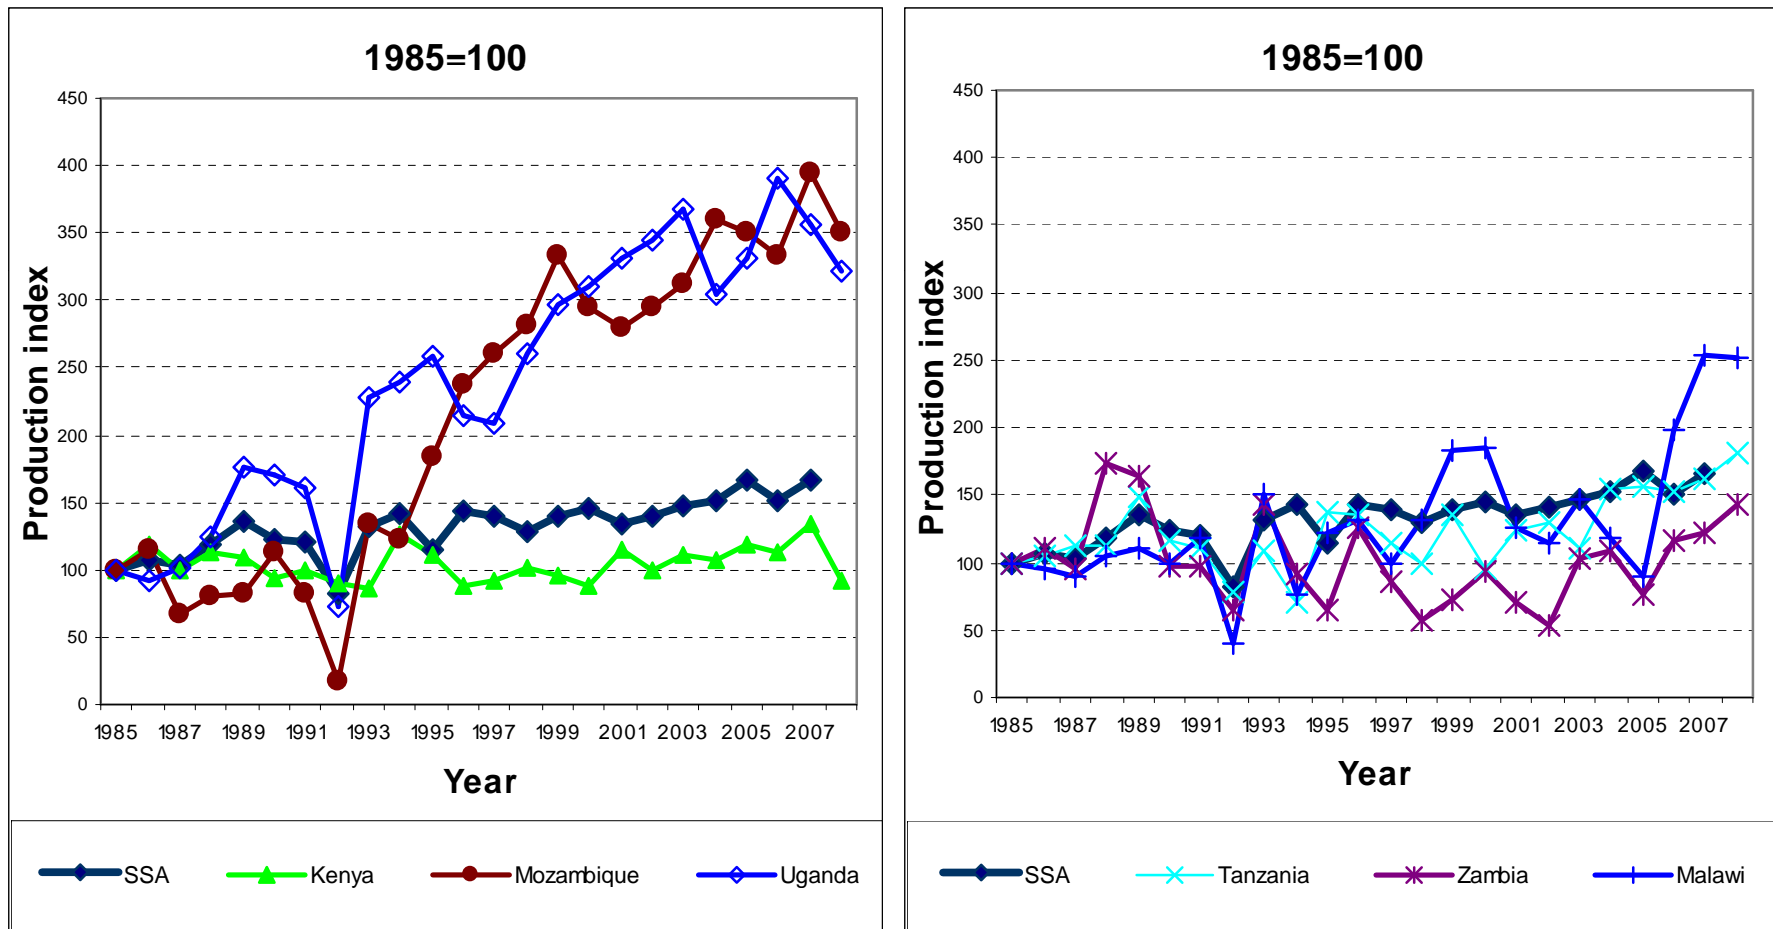 1985=100
Production index
450
400
350
300
250
200
150
100
50
0
1985 1987 1989 1991 1993 1995 1997 1999 2001 2003 2005 2007
Year
SSA Kenya Mozambique Uganda
1985=100
Production index
450
400
350
300
250
200
150
100
50
0
1985 1987 1989 1991 1993 1995 1997 1999 2001 2003 2005 2007
Year
SSA Tanzania Zambia Malawi